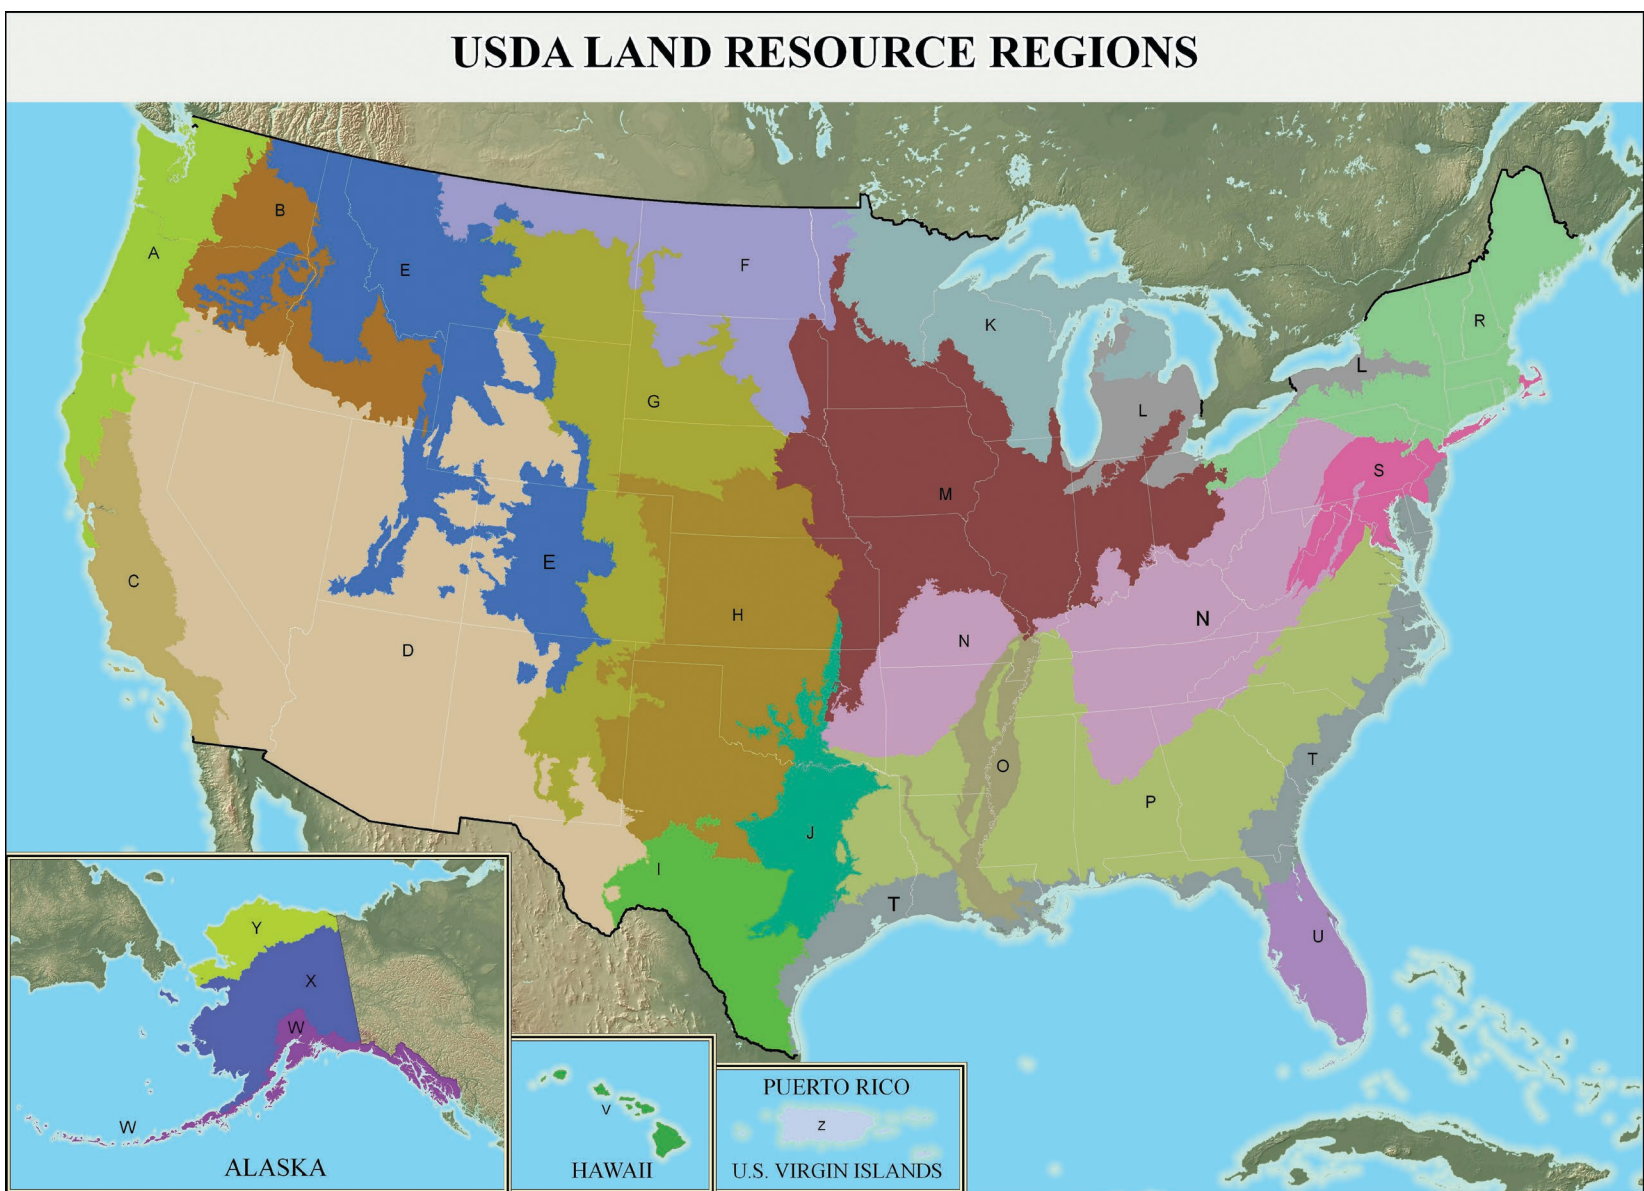 USDA LAND RESOURCE REGIONS
B
A
E
F
K
R
L
G
L
S
M
C
E
N
H
N
D
O
T
P
J
I
T
Y
U
X
W
V
W
ALASKA
HAWAII
PUERTO RICO
Z
U.S. VIRGIN ISLANDS